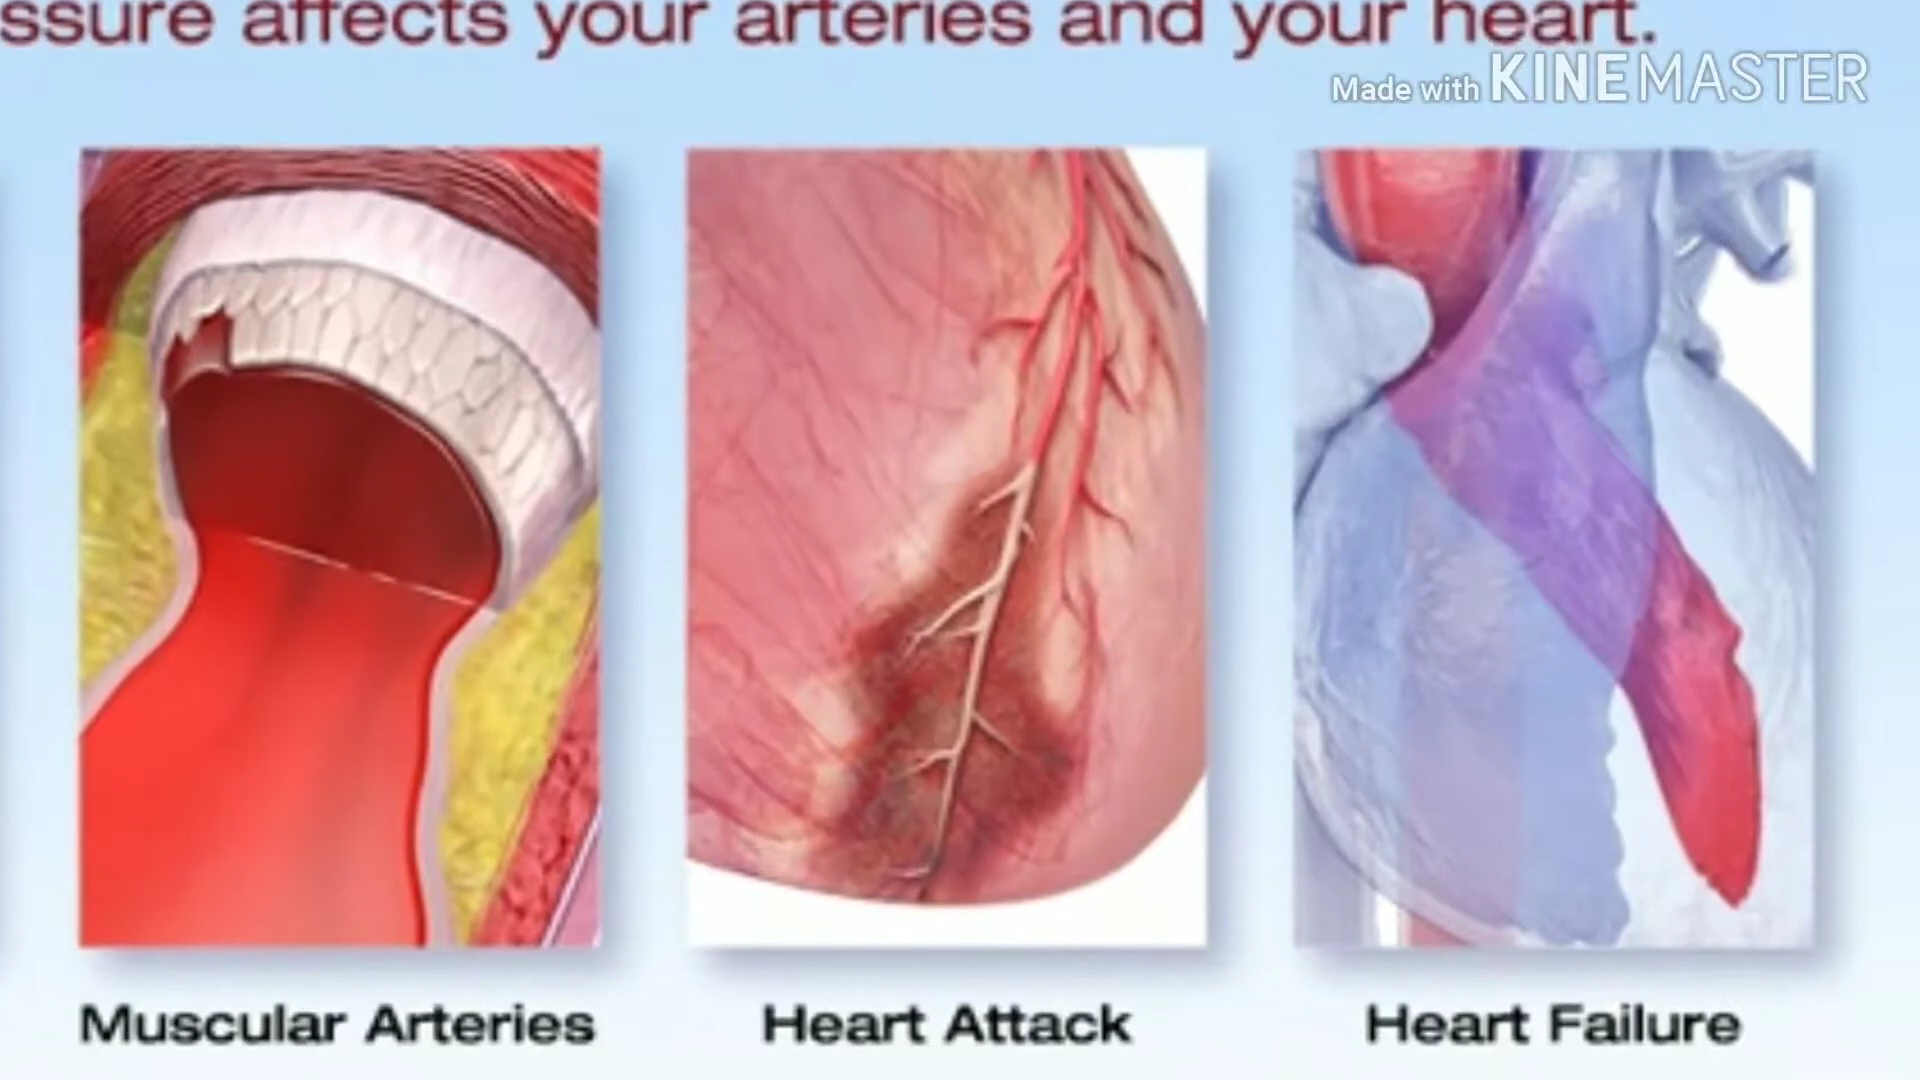 ssure affects your arteries and your heart.
Made with KINEMASTER
Muscular Arteries
Heart Attack
Heart Failure